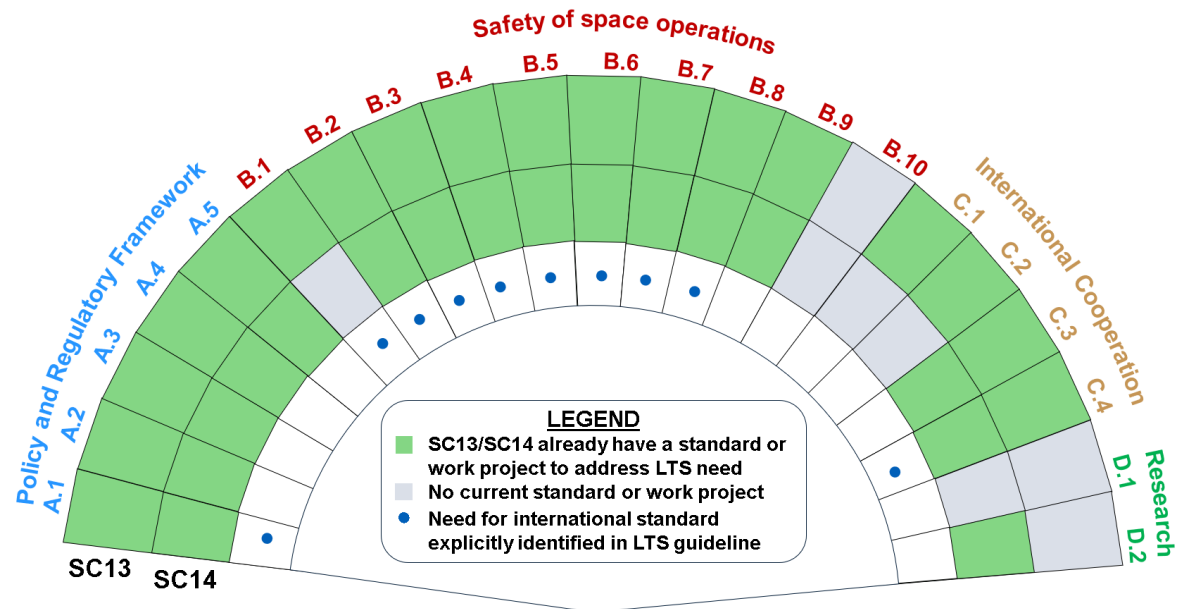 Safety of space operations
B.1
B.2
B.3
B.4
B.5
B.6
B.7
B.8
B.9
B.10
Policy and Regulatory Framework
A.1
A.2
A.3
A.4
A.5
International Cooperation
C.1
C.2
C.3
C.4
Research
D.1
D.2
SC13
SC14
LEGEND
SC13/SC14 already have a standard or
work project to address LTS need
No current standard or work project
Need for international standard
explicitly identified in LTS guideline